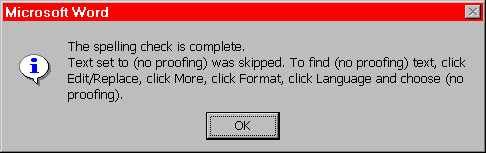 Microsoft Word
The spelling check is complete.
Text set to (no proofing) was skipped. To find (no proofing) text, click
Edit/Replace, click More, click Format, click Language and choose (no
proofing).
OK